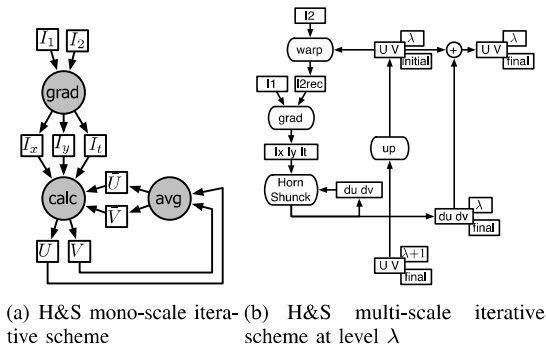 I₁ I₂
grad
Iₓ I_y Iₜ
calc
Ū
V̄
avg
U V
I2
warp
I1 I2rec
grad
Ix Iy It
Horn
Shunck
du dv
U V λ
initial
+
U V λ
final
up
du dv λ
final
U V λ+1
final
(a) H&S mono-scale itera-
tive scheme
(b) H&S multi-scale iterative
scheme at level λ